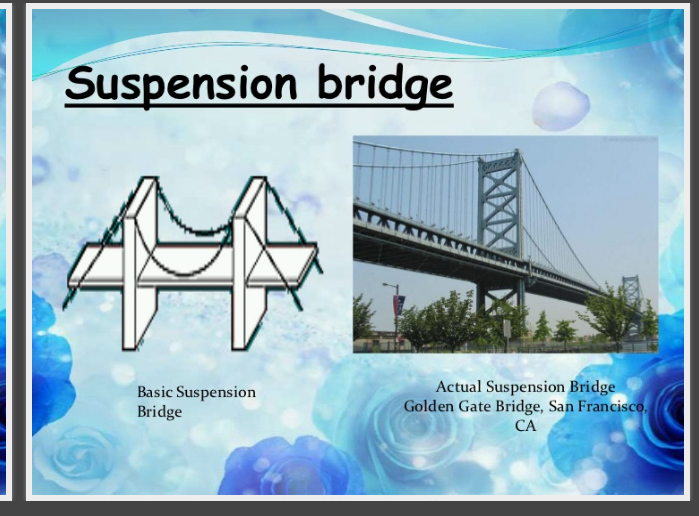 Suspension bridge
Basic Suspension
Bridge
Actual Suspension Bridge
Golden Gate Bridge, San Francisco,
CA